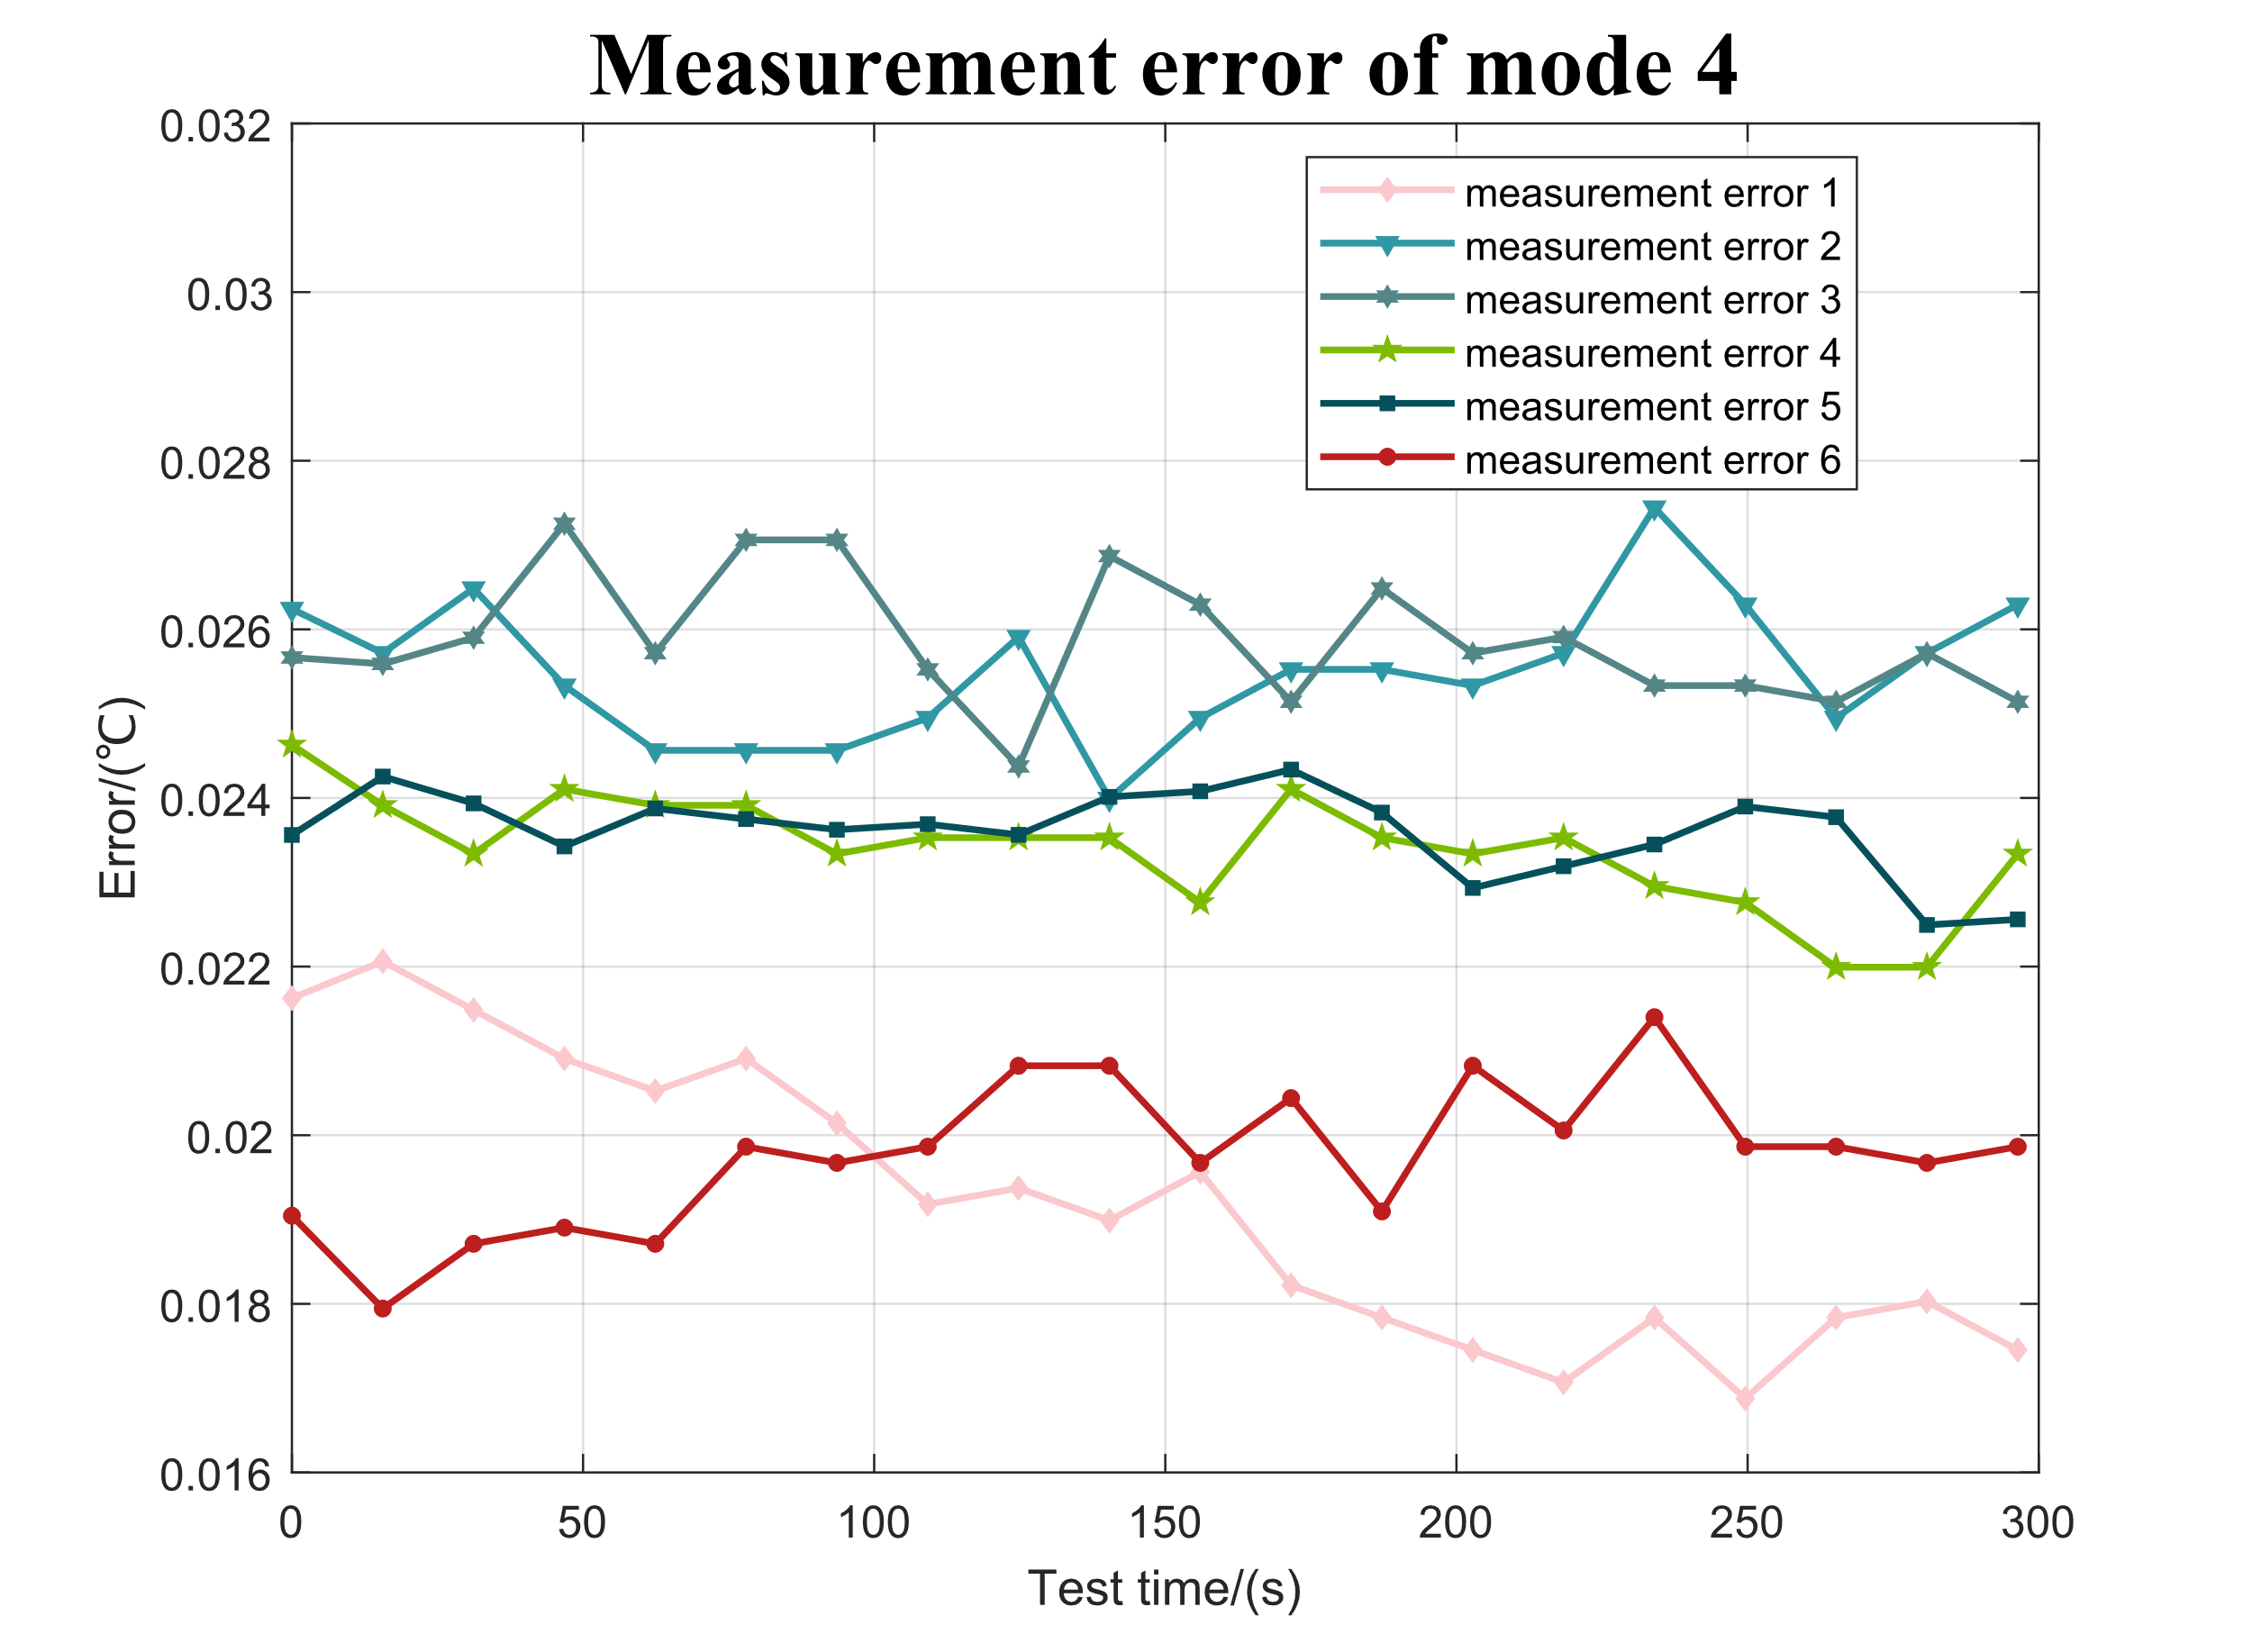 Measurement error of mode 4
0.032
0.03
0.028
0.026
0.024
0.022
0.02
0.018
0.016
Error/(°C)
measurement error 1
measurement error 2
measurement error 3
measurement error 4
measurement error 5
measurement error 6
0 50 100 150 200 250 300
Test time/(s)